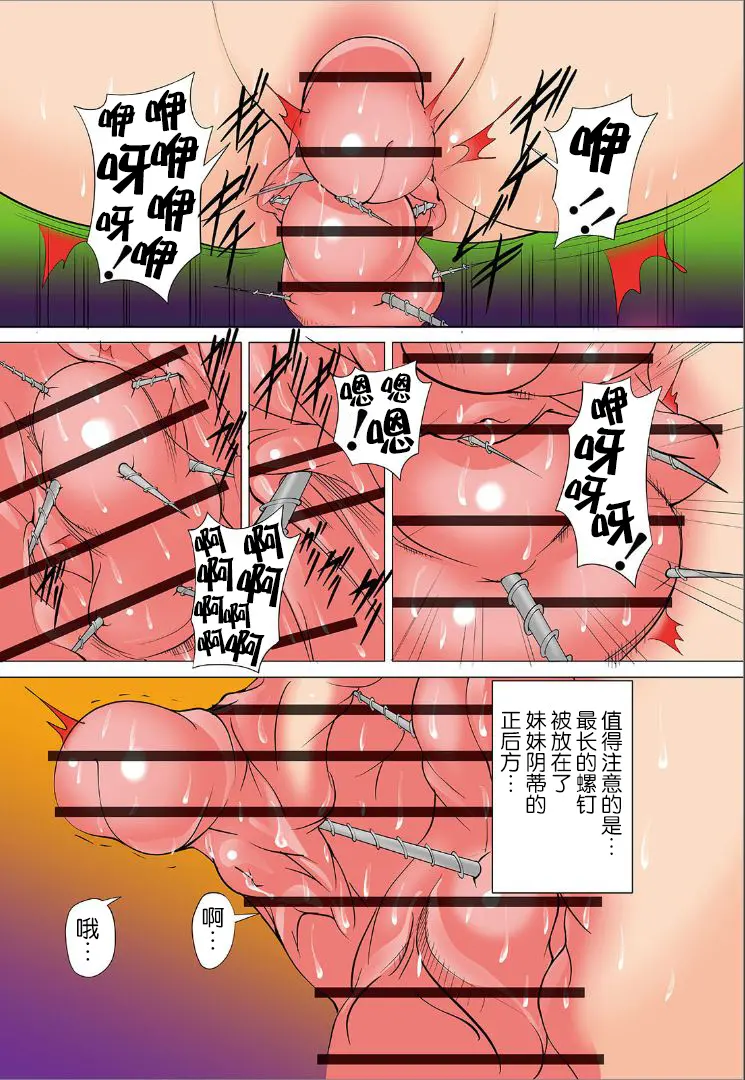 咿!!
咿咿咿咿
咿呀呀!
咿呀呀呀!
嗯嗯
嗯!
啊啊啊啊
啊啊啊啊
值得注意的是…
最长的螺钉
被放在了
妹妹阴蒂的
正后方…
啊…
哦…